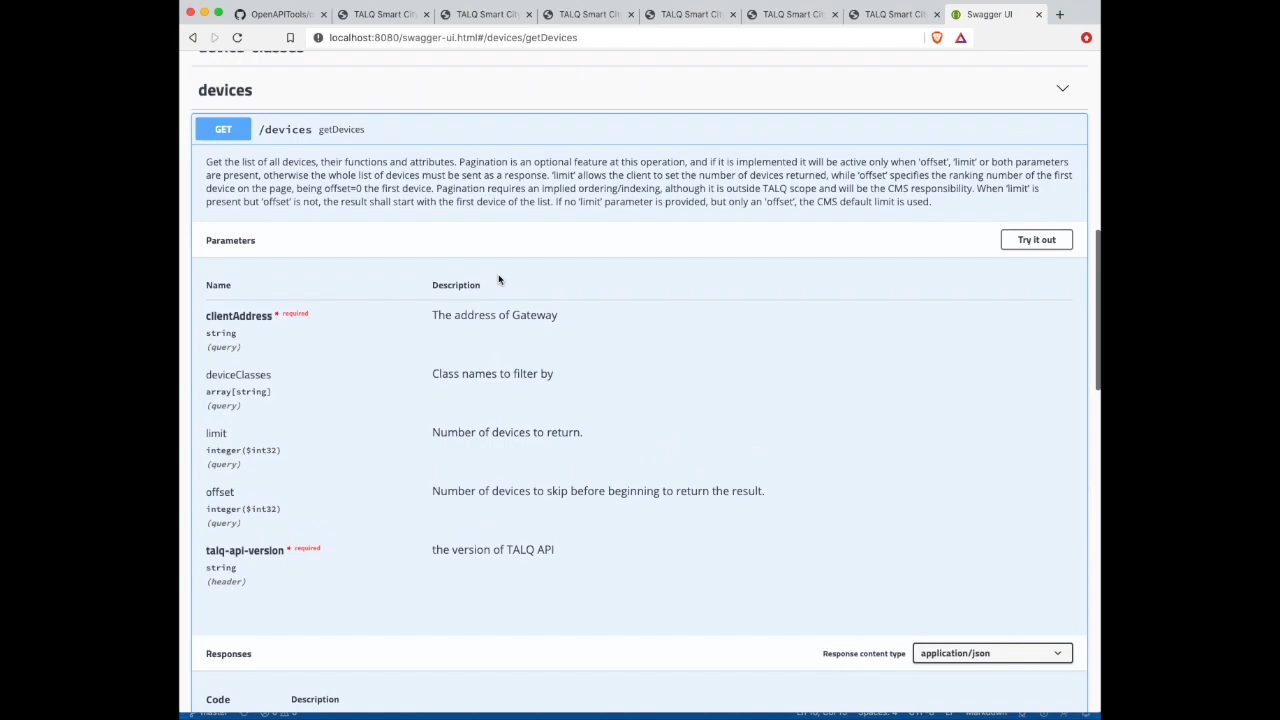 OpenAPITools/c
TALQ Smart City
TALQ Smart City
TALQ Smart City
TALQ Smart City
TALQ Smart City
TALQ Smart City
Swagger UI
localhost:8080/swagger-ui.html#/devices/getDevices
devices
GET /devices getDevices
Get the list of all devices, their functions and attributes. Pagination is an optional feature at this operation, and if it is implemented it will be active only when 'offset', 'limit' or both parameters
are present, otherwise the whole list of devices must be sent as a response. 'limit' allows the client to set the number of devices returned, while 'offset' specifies the ranking number of the first
device on the page, being offset=0 the first device. Pagination requires an implied ordering/indexing, although it is outside TALQ scope and will be the CMS responsibility. When 'limit' is
present but 'offset' is not, the result shall start with the first device of the list. If no 'limit' parameter is provided, but only an 'offset', the CMS default limit is used.
Parameters
Try it out
Name Description
clientAddress * required The address of Gateway
string
(query)
deviceClasses Class names to filter by
array[string]
(query)
limit Number of devices to return.
integer($int32)
(query)
offset Number of devices to skip before beginning to return the result.
integer($int32)
(query)
talq-api-version * required the version of TALQ API
string
(header)
Responses Response content type application/json
Code Description